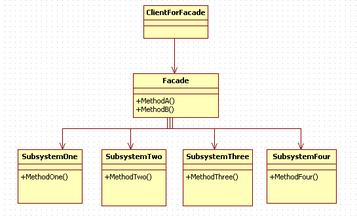 ClientForFacade
Facade
+MethodA()
+MethodB()
SubsystemOne
+MethodOne()
SubsystemTwo
+MethodTwo()
SubsystemThree
+MethodThree()
SubsystemFour
+MethodFour()